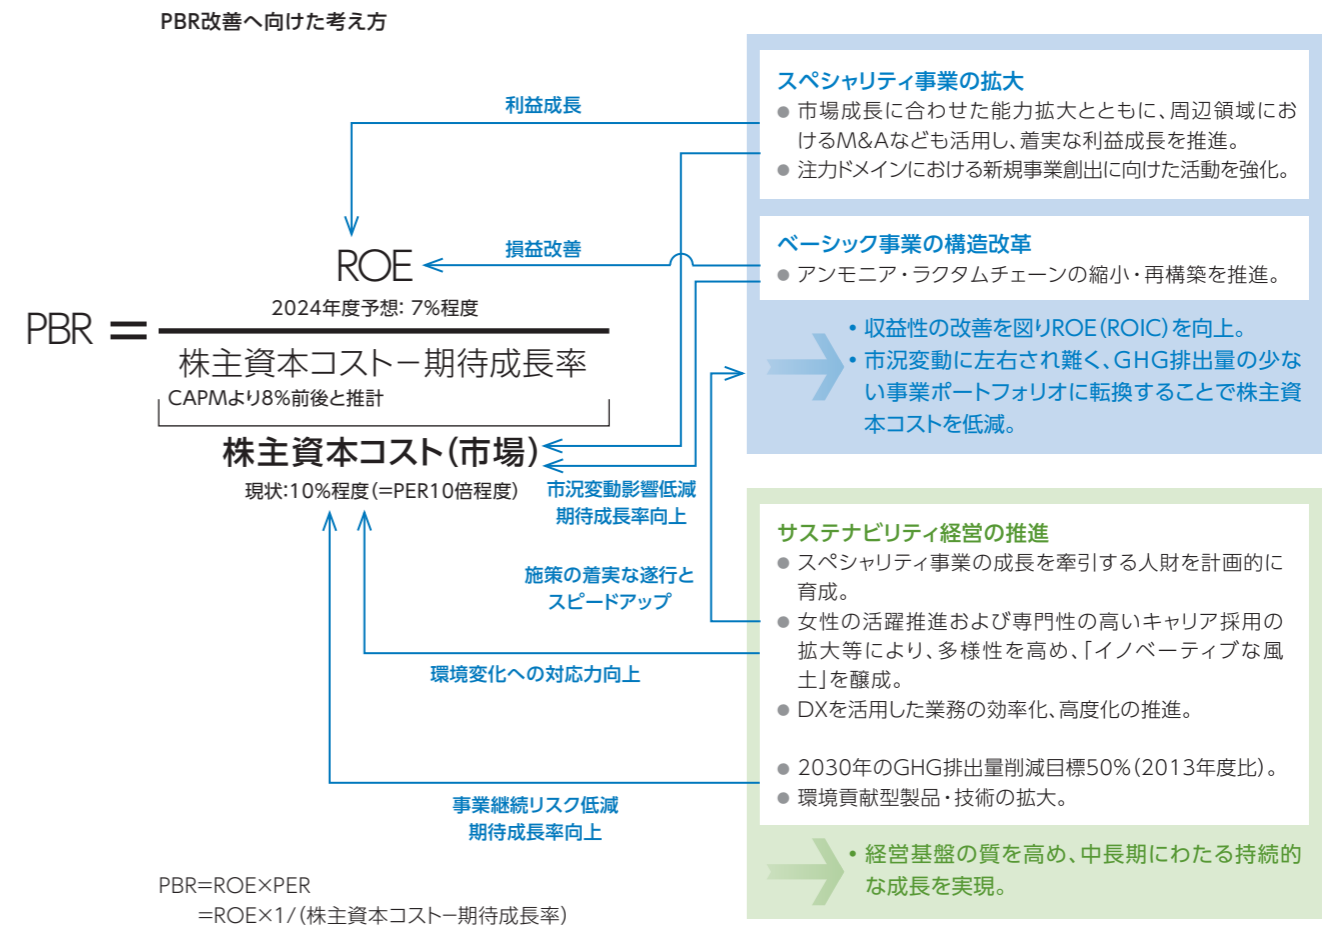 PBR改善へ向けた考え方
利益成長
ROE
損益改善
2024年度予想: 7%程度
PBR =
株主資本コストー期待成長率
CAPMより8%前後と推計
株主資本コスト(市場)
現状:10%程度(=PER10倍程度)
市況変動影響低減
期待成長率向上
施策の着実な遂行と
スピードアップ
環境変化への対応力向上
事業継続リスク低減
期待成長率向上
PBR=ROE×PER
=ROE×1/(株主資本コストー期待成長率)
スペシャリティ事業の拡大
● 市場成長に合わせた能力拡大とともに、周辺領域にお
けるM&Aなども活用し、着実な利益成長を推進。
● 注力ドメインにおける新規事業創出に向けた活動を強化。
ベーシック事業の構造改革
● アンモニア・ラクタムチェーンの縮小・再構築を推進。
・収益性の改善を図りROE(ROIC)を向上。
・市況変動に左右され難く、GHG排出量の少な
い事業ポートフォリオに転換することで株主資
本コストを低減。
サステナビリティ経営の推進
● スペシャリティ事業の成長を牽引する人財を計画的に
育成。
● 女性の活躍推進および専門性の高いキャリア採用の
拡大等により、多様性を高め、「イノベーティブな風
土」を醸成。
● DXを活用した業務の効率化、高度化の推進。
● 2030年のGHG排出量削減目標50%(2013年度比)。
● 環境貢献型製品・技術の拡大。
・経営基盤の質を高め、中長期にわたる持続的
な成長を実現。